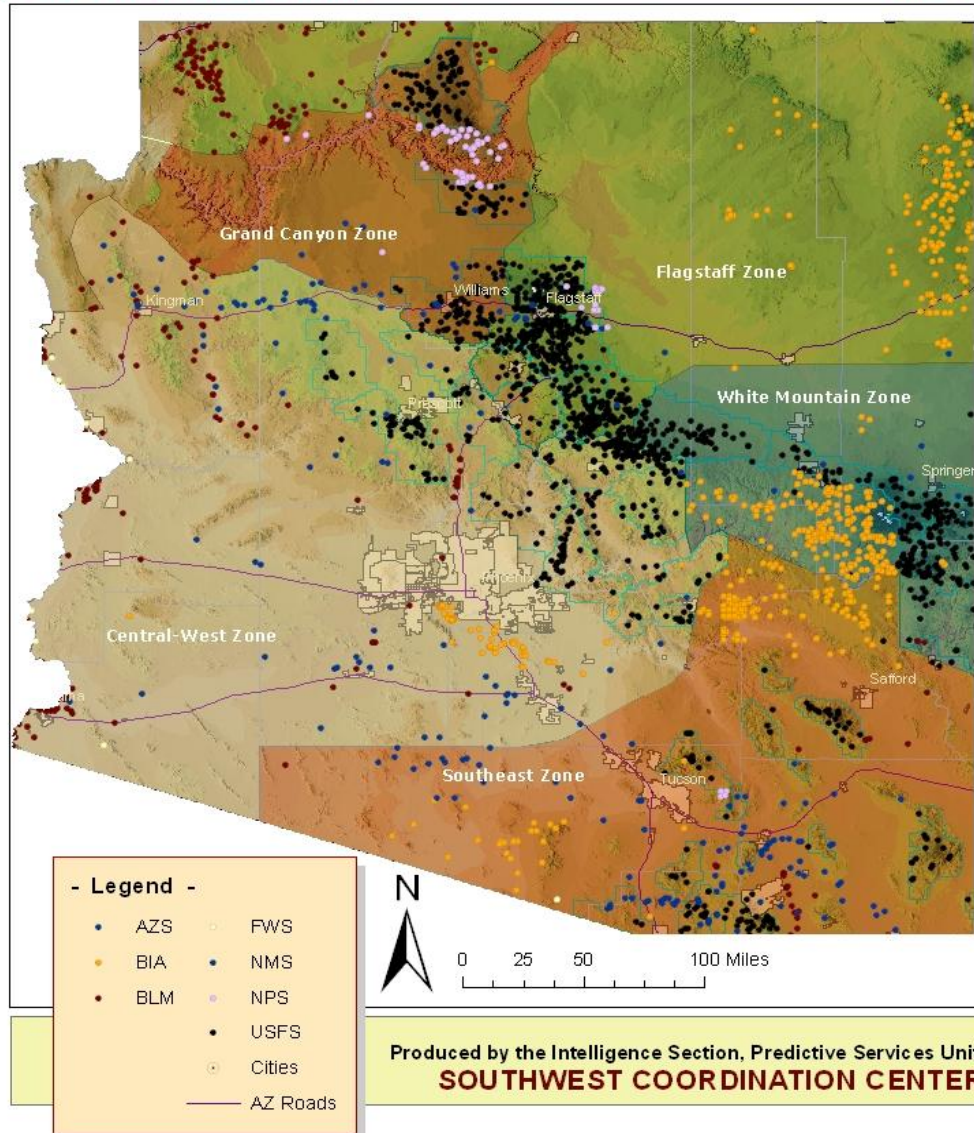 Grand Canyon Zone
Flagstaff Zone
Kingman
Williams
Flagstaff
White Mountain Zone
Prescott
Springer
Phoenix
Central-West Zone
Safford
Southeast Zone
Tucson
- Legend -
AZS
BIA
BLM
FWS
NMS
NPS
USFS
Cities
AZ Roads
N
0 25 50 100 Miles
Produced by the Intelligence Section, Predictive Services Uni
SOUTHWEST COORDINATION CENTER